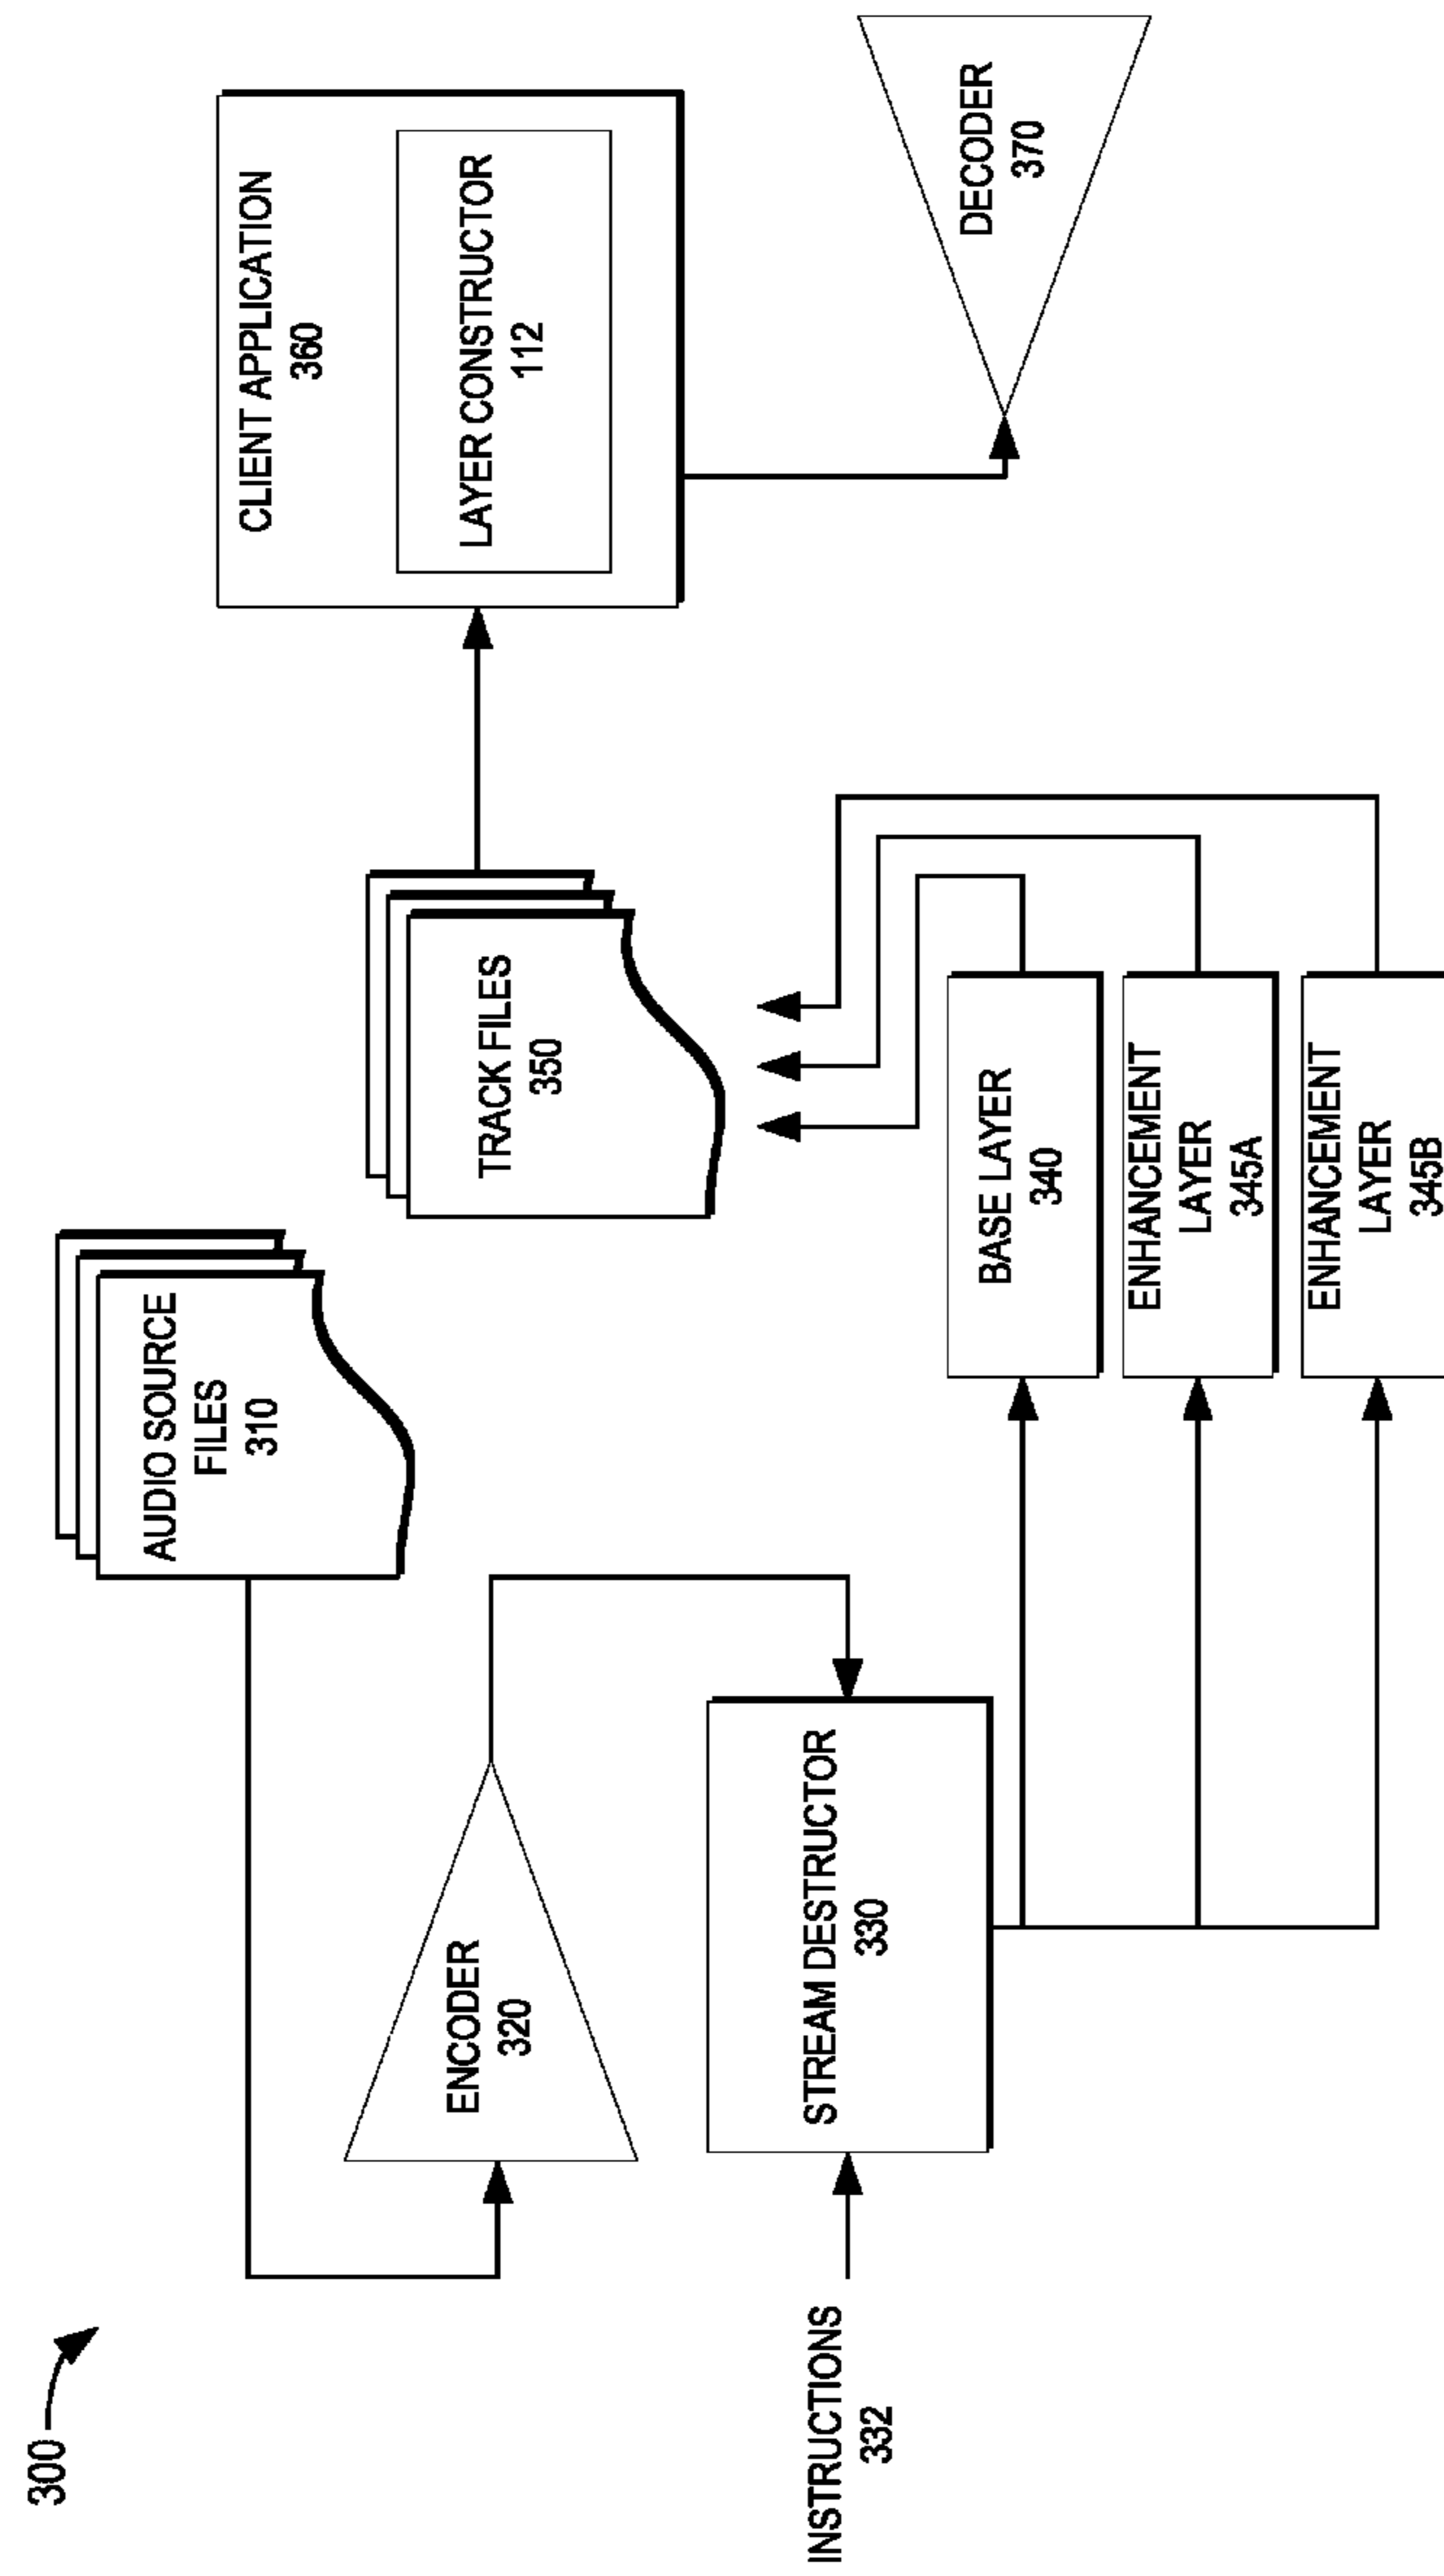 300
AUDIO SOURCE
FILES
310
ENCODER
320
INSTRUCTIONS
332
STREAM DESTRUCTOR
330
BASE LAYER
340
ENHANCEMENT
LAYER
345A
ENHANCEMENT
LAYER
345B
TRACK FILES
350
CLIENT APPLICATION
360
LAYER CONSTRUCTOR
112
DECODER
370